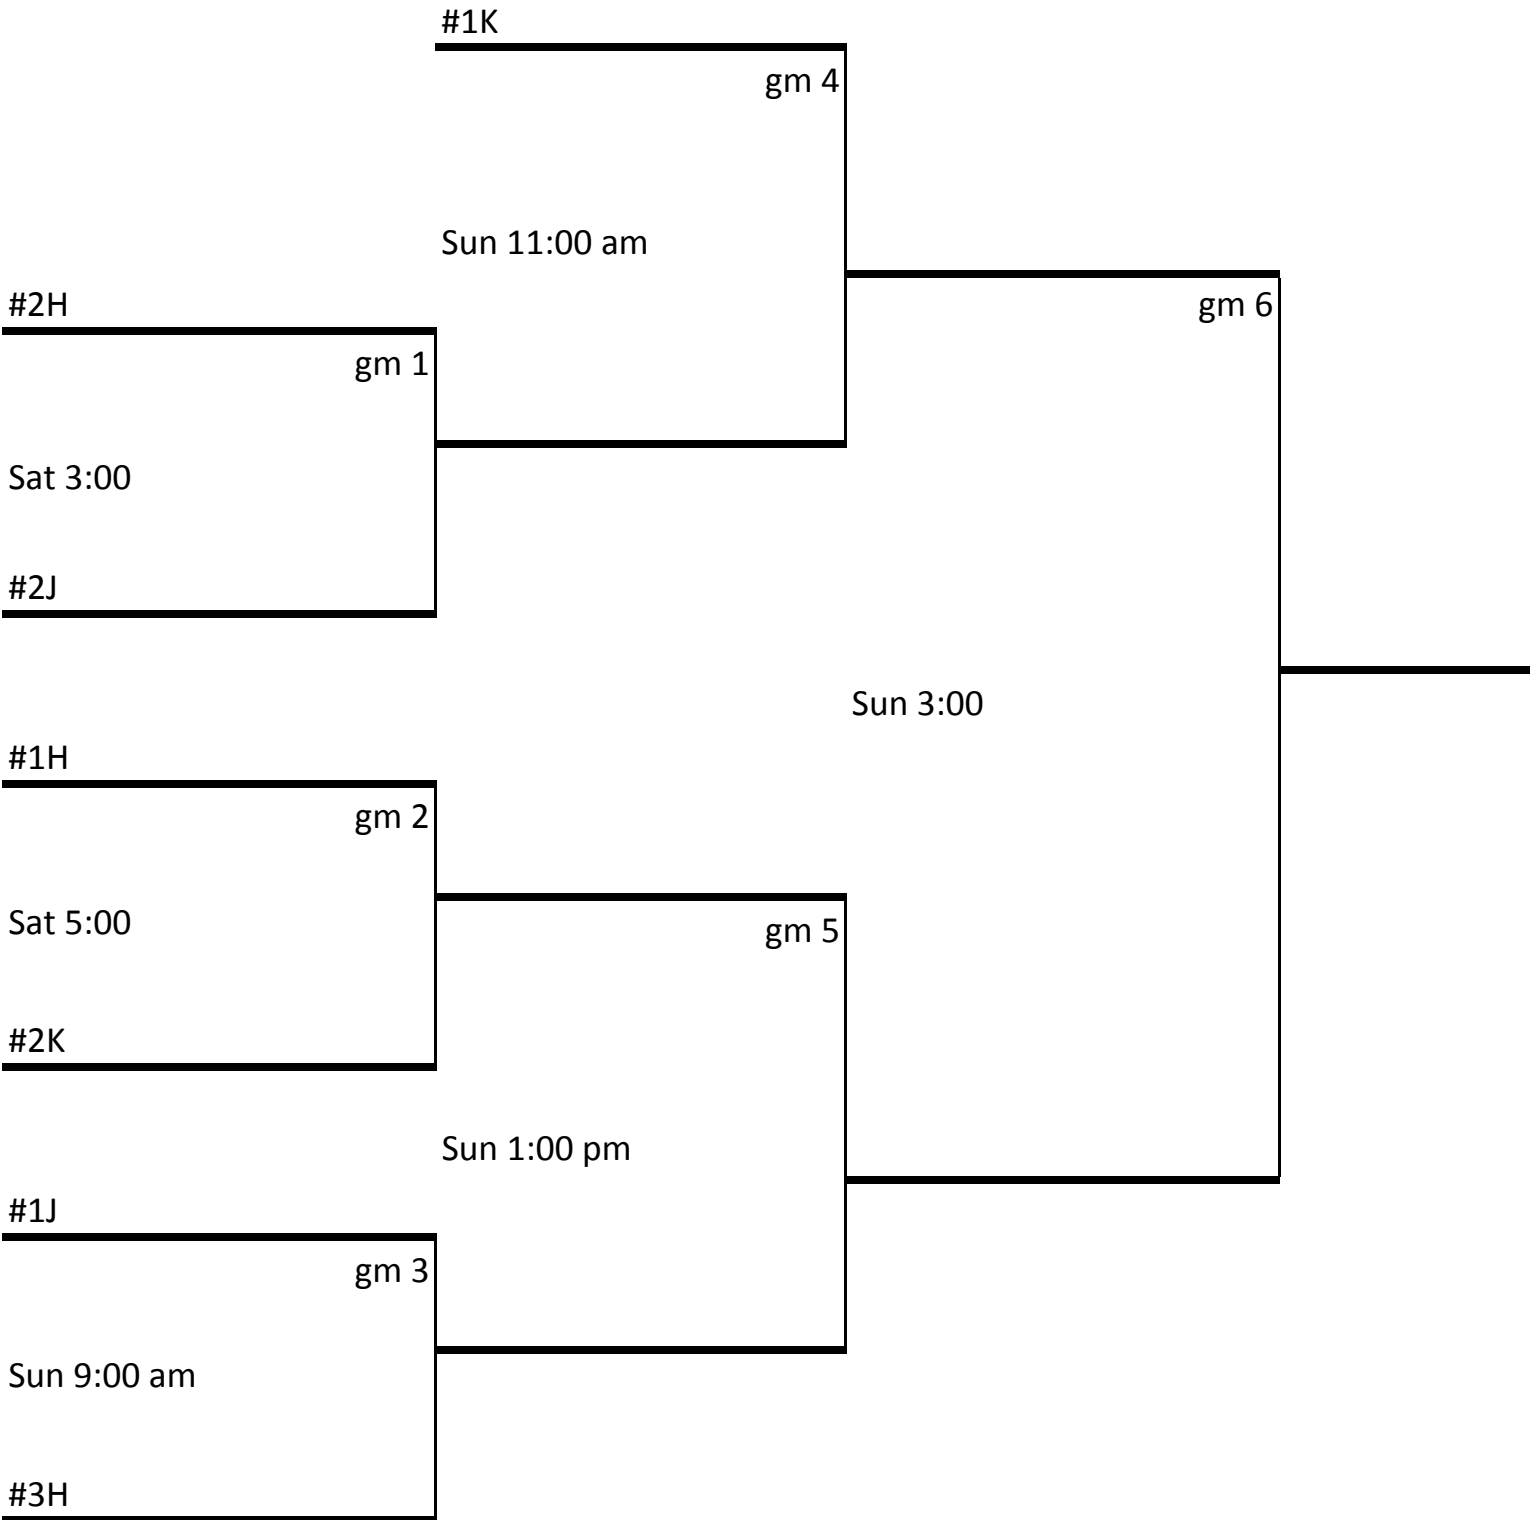 #1K
gm 4
Sun 11:00 am
#2H
gm 6
gm 1
Sat 3:00
#2J
Sun 3:00
#1H
gm 2
Sat 5:00
gm 5
#2K
Sun 1:00 pm
#1J
gm 3
Sun 9:00 am
#3H